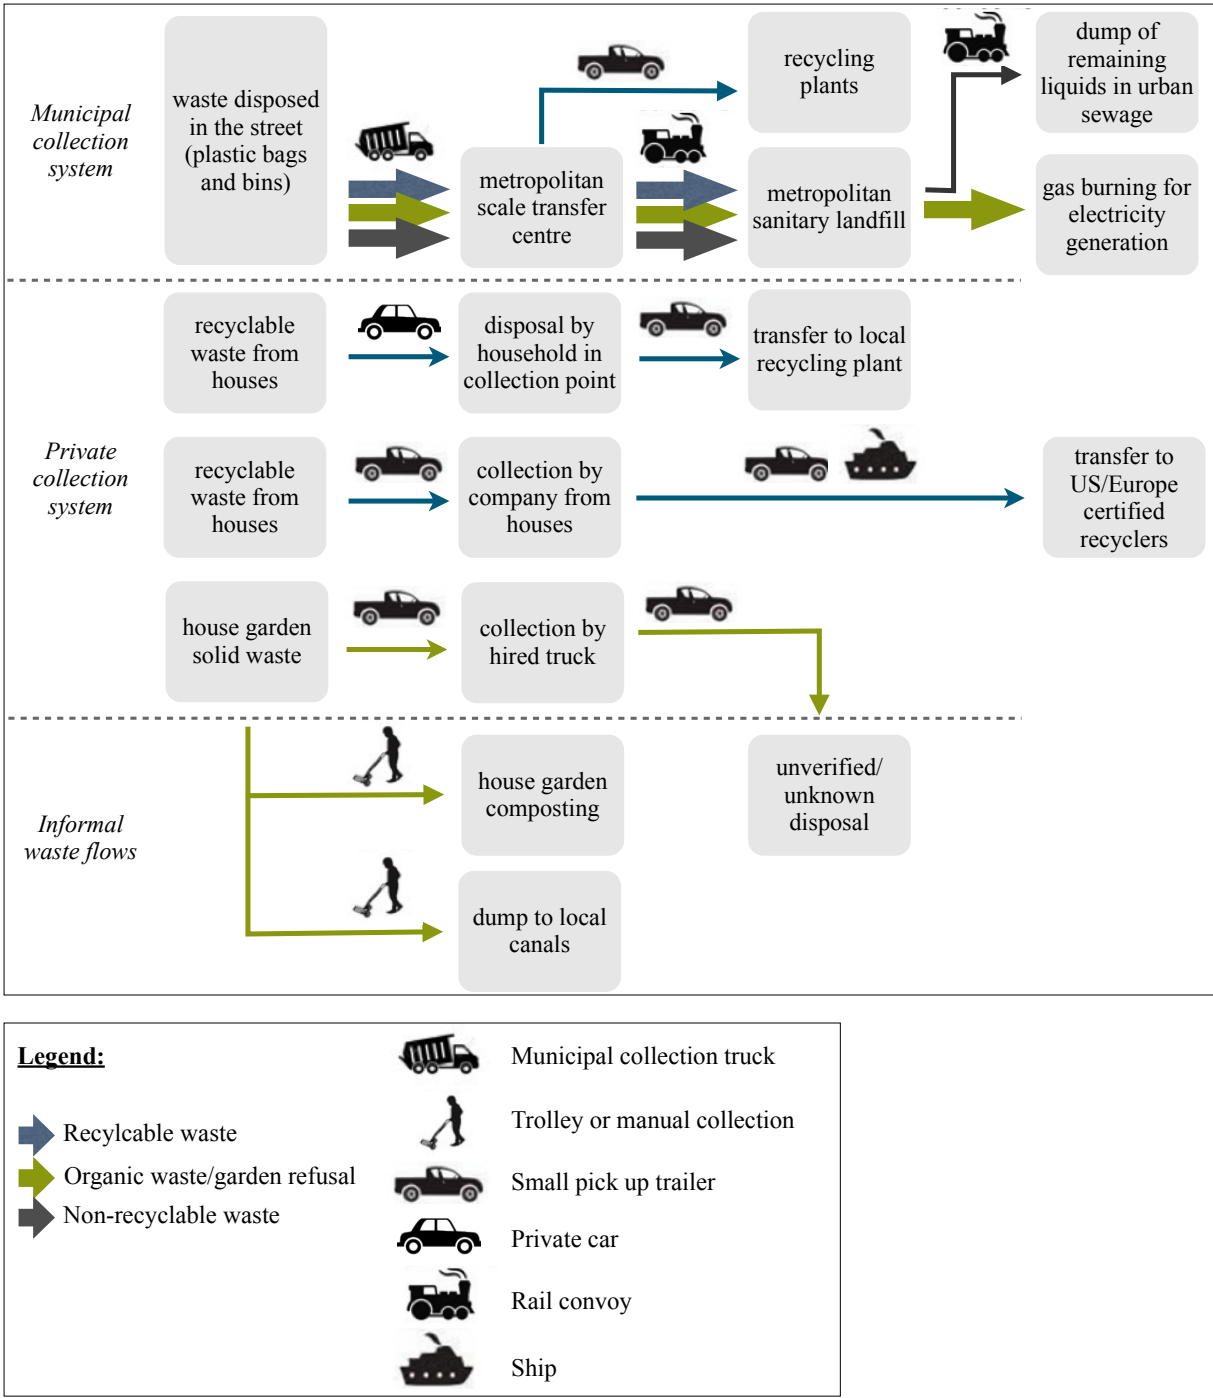 Municipal
collection
system
waste disposed
in the street
(plastic bags
and bins)
metropolitan
scale transfer
centre
recycling
plants
metropolitan
sanitary landfill
dump of
remaining
liquids in urban
sewage
gas burning for
electricity
generation
Private
collection
system
recyclable
waste from
houses
disposal by
household in
collection point
transfer to local
recycling plant
recyclable
waste from
houses
collection by
company from
houses
transfer to
US/Europe
certified
recyclers
house garden
solid waste
collection by
hired truck
Informal
waste flows
house garden
composting
unverified/
unknown
disposal
dump to local
canals
Legend:
Recylcable waste
Organic waste/garden refusal
Non-recyclable waste
Municipal collection truck
Trolley or manual collection
Small pick up trailer
Private car
Rail convoy
Ship